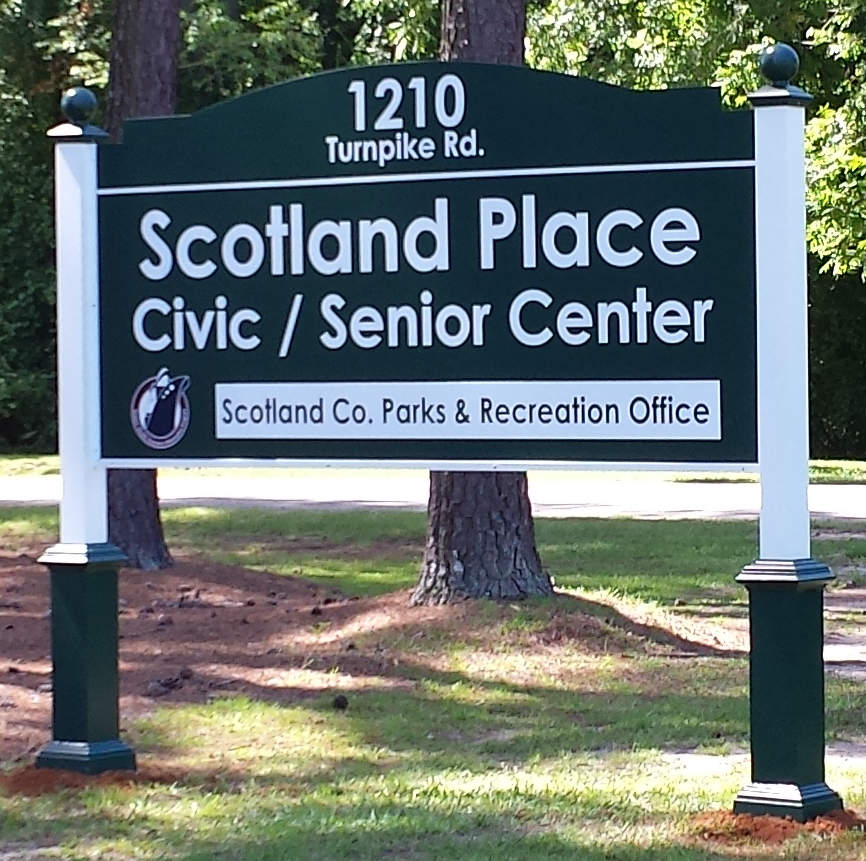 1210
Turnpike Rd.
Scotland Place
Civic / Senior Center
Scotland Co. Parks & Recreation Office